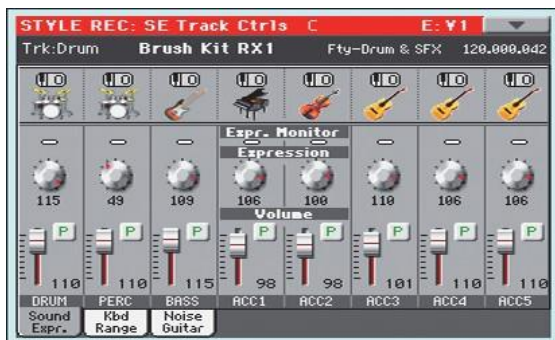 STYLE REC: SE Track Ctrls C E: ¥1
Trk:Drum Brush Kit RX1 Fty-Drum & SFX 120.000.042
Expr. Monitor
Expression
115 49 109 106 100 110 106 106
Volume
P P P P P P P P
110 110 115 98 98 101 110 110
DRUM PERC BASS ACC1 ACC2 ACC3 ACC4 ACC5
Sound Expr. Kbd Range Noise Guitar